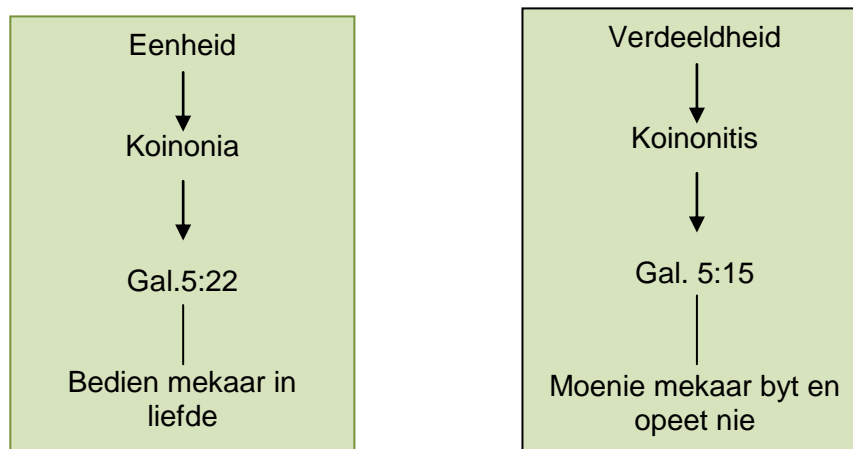 Eenheid
Koinonia
Gal.5:22
Bedien mekaar in
liefde
Verdeeldheid
Koinonitis
Gal. 5:15
Moenie mekaar byt en
opeet nie